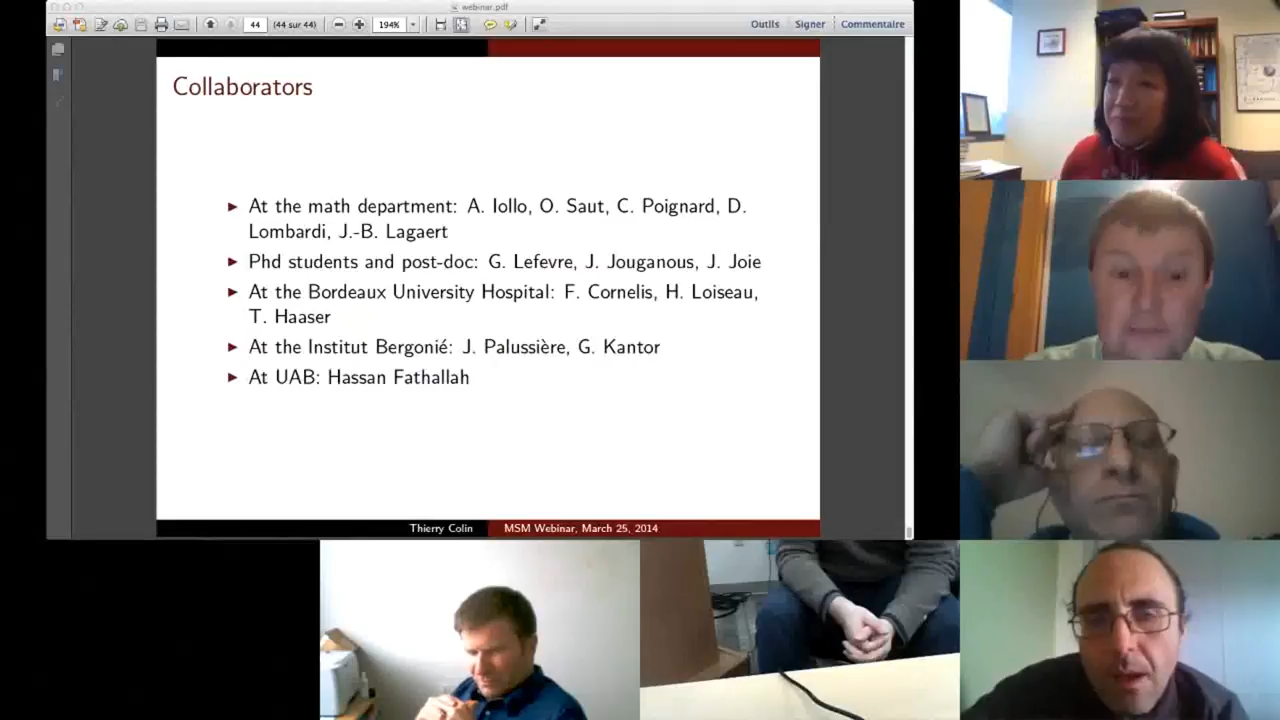 webinar.pdf
44 (44 sur 44) 194% Outils Signer Commentaire
Collaborators
▶ At the math department: A. Iollo, O. Saut, C. Poignard, D.
Lombardi, J.-B. Lagaert
▶ Phd students and post-doc: G. Lefevre, J. Jouganous, J. Joie
▶ At the Bordeaux University Hospital: F. Cornelis, H. Loiseau,
T. Haaser
▶ At the Institut Bergonié: J. Palussière, G. Kantor
▶ At UAB: Hassan Fathallah
Thierry Colin MSM Webinar, March 25, 2014